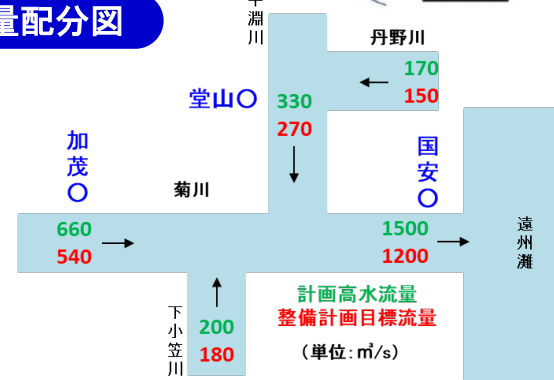 量配分図
淵川
丹野川
170
150
堂山
330
270
加茂
国安
菊川
660
540
1500
1200
遠州灘
計画高水流量
整備計画目標流量
(単位:㎥/s)
下小笠川
200
180